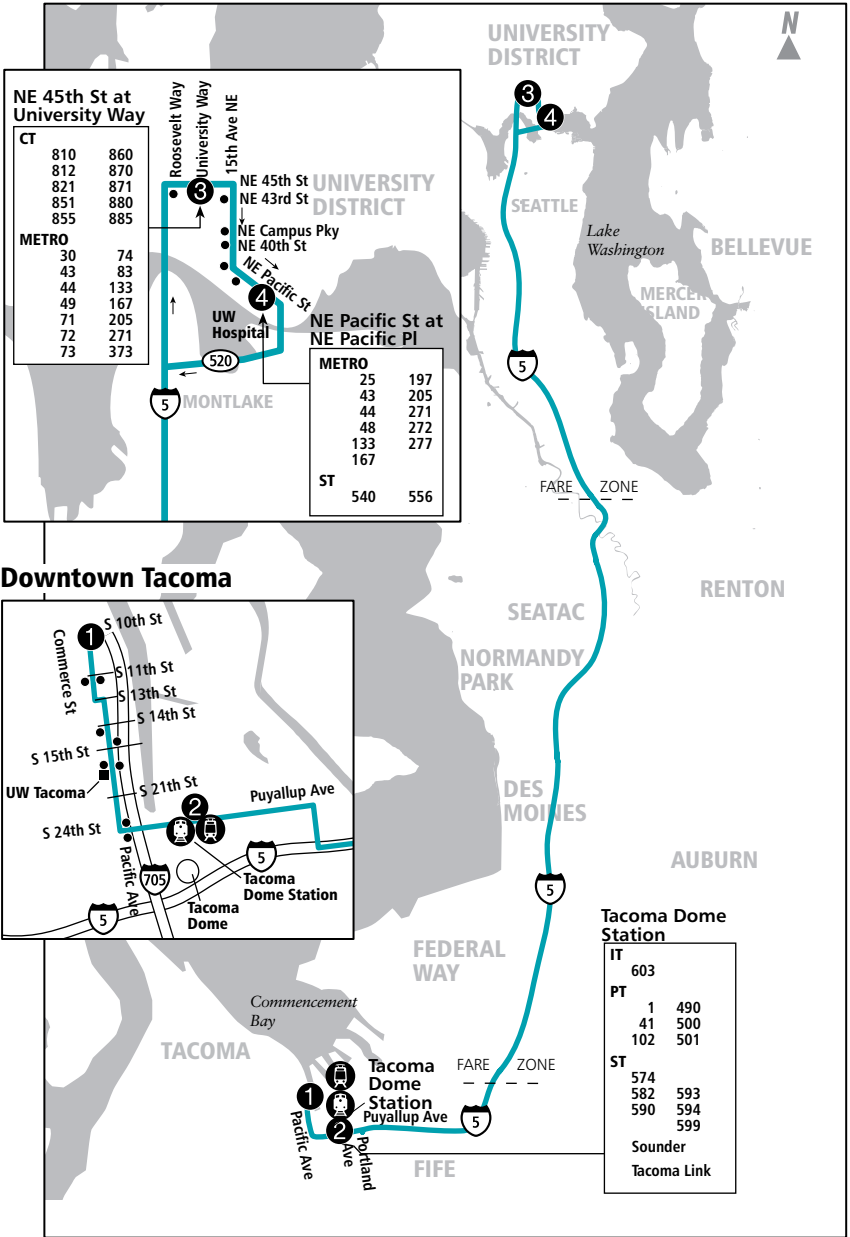 UNIVERSITY
DISTRICT
N
3
4
SEATTLE
Lake
Washington
BELLEVUE
MERCER
ISLAND
5
FARE ZONE
RENTON
SEATAC
NORMANDY
PARK
DES
MOINES
AUBURN
5
FEDERAL
WAY
Commencement
Bay
TACOMA
FARE ZONE
1
Tacoma
Dome
Station
2
Puyallup Ave
5
Pacific Ave
Portland
Ave
FIFE
NE 45th St at
University Way
CT
810 860
812 870
821 871
851 880
855 885
METRO
30 74
43 83
44 133
49 167
71 205
72 271
73 373
Roosevelt Way
University Way
15th Ave NE
3
NE 45th St
NE 43rd St
UNIVERSITY
DISTRICT
NE Campus Pky
NE 40th St
NE Pacific St
4
UW
Hospital
520
5
MONTLAKE
NE Pacific St at
NE Pacific Pl
METRO
25 197
43 205
44 271
48 272
133 277
167
ST
540 556
Downtown Tacoma
1
S 10th St
Commerce St
S 11th St
S 13th St
S 14th St
S 15th St
UW Tacoma
S 21th St
2
Puyallup Ave
S 24th St
Pacific Ave
705
5
5
Tacoma
Dome Station
Tacoma
Dome
Tacoma Dome
Station
IT
603
PT
1 490
41 500
102 501
ST
574
582 593
590 594
599
Sounder
Tacoma Link